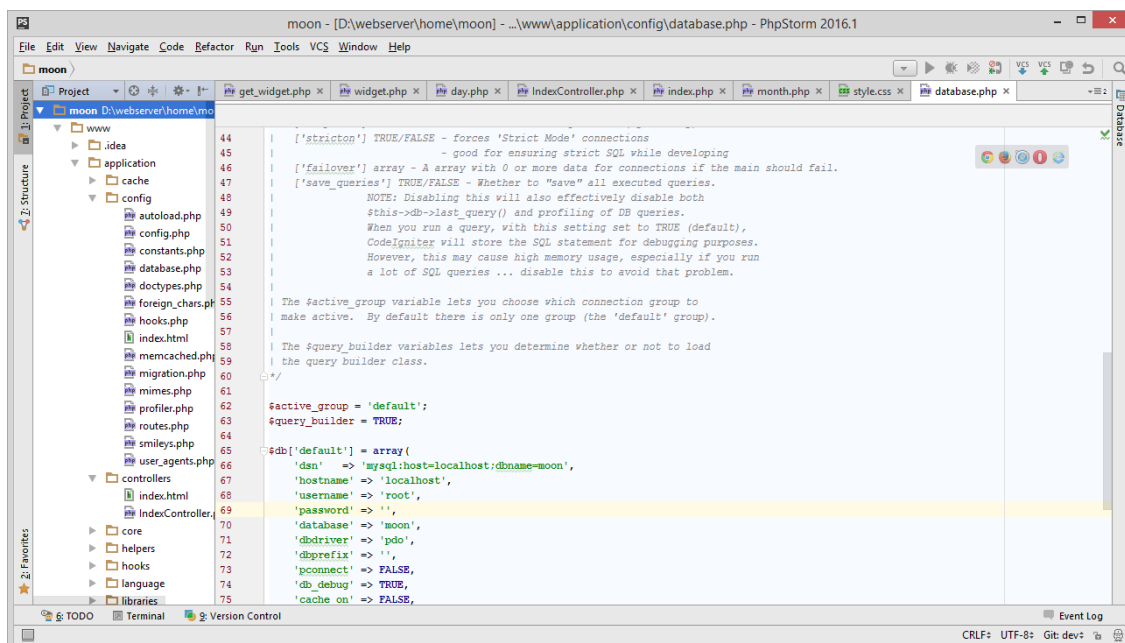 PS moon - [D:\webserver\home\moon] - ...\www\application\config\database.php - PhpStorm 2016.1
File Edit View Navigate Code Refactor Run Tools VCS Window Help
moon
VCS VCS
Project
get_widget.php widget.php day.php IndexController.php index.php month.php style.css database.php
1: Project
7: Structure
2: Favorites
moon D:\webserver\home\mo
www
.idea
application
cache
config
autoload.php
config.php
constants.php
database.php
doctypes.php
foreign_chars.ph
hooks.php
index.html
memcached.php
migration.php
mimes.php
profiler.php
routes.php
smileys.php
user_agents.php
controllers
index.html
IndexController.p
core
helpers
hooks
language
libraries
44 | ['stricton'] TRUE/FALSE - forces 'Strict Mode' connections
45 | - good for ensuring strict SQL while developing
46 | ['failover'] array - A array with 0 or more data for connections if the main should fail.
47 | ['save_queries'] TRUE/FALSE - Whether to "save" all executed queries.
48 | NOTE: Disabling this will also effectively disable both
49 | $this->db->last_query() and profiling of DB queries.
50 | When you run a query, with this setting set to TRUE (default),
51 | CodeIgniter will store the SQL statement for debugging purposes.
52 | However, this may cause high memory usage, especially if you run
53 | a lot of SQL queries ... disable this to avoid that problem.
54 |
55 | The $active_group variable lets you choose which connection group to
56 | make active. By default there is only one group (the 'default' group).
57 |
58 | The $query_builder variables lets you determine whether or not to load
59 | the query builder class.
60 */
61
62 $active_group = 'default';
63 $query_builder = TRUE;
64
65 $db['default'] = array(
66 'dsn' => 'mysql:host=localhost;dbname=moon',
67 'hostname' => 'localhost',
68 'username' => 'root',
69 'password' => '',
70 'database' => 'moon',
71 'dbdriver' => 'pdo',
72 'dbprefix' => '',
73 'pconnect' => FALSE,
74 'db_debug' => TRUE,
75 'cache_on' => FALSE,
Database
6: TODO Terminal 9: Version Control Event Log
CRLF UTF-8 Git: dev